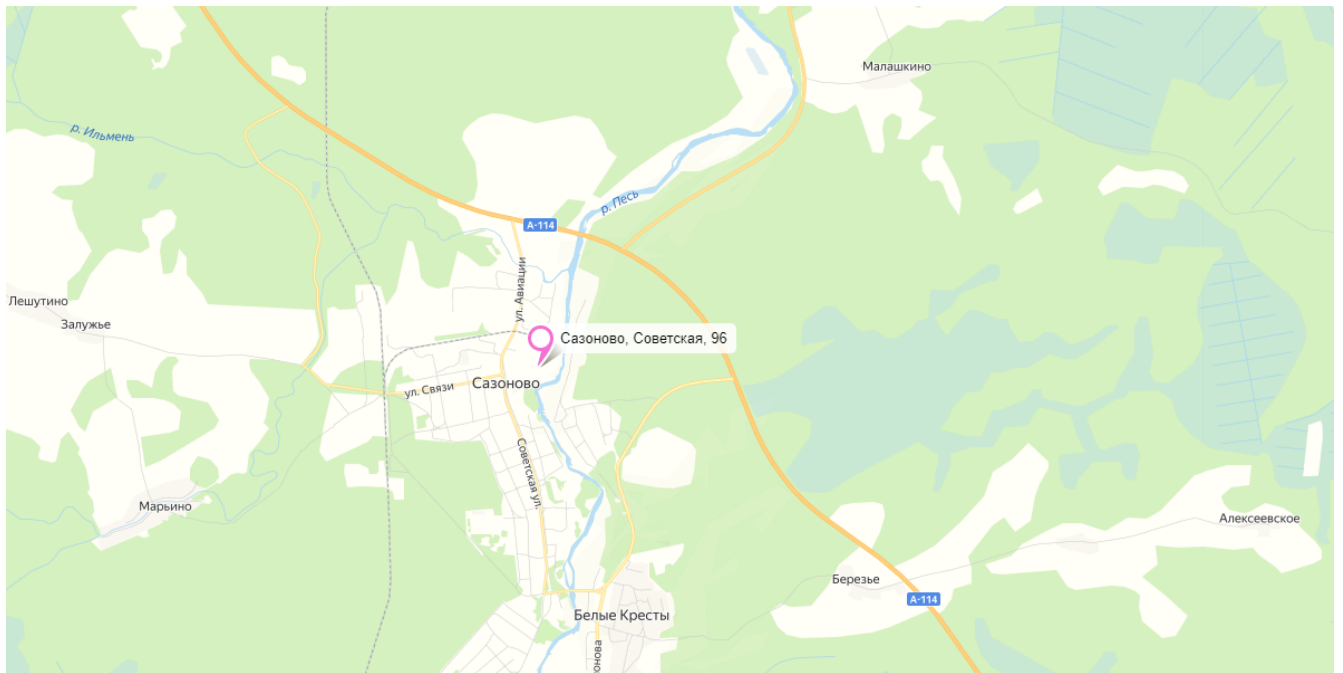 Малашкино
р. Ильмень
р. Песь
А-114
ул. Авиации
Лешутино
Залужье
Сазоново, Советская, 96
Сазоново
ул. Связи
Советская ул.
Марьино
Алексеевское
Березье
А-114
Белые Кресты